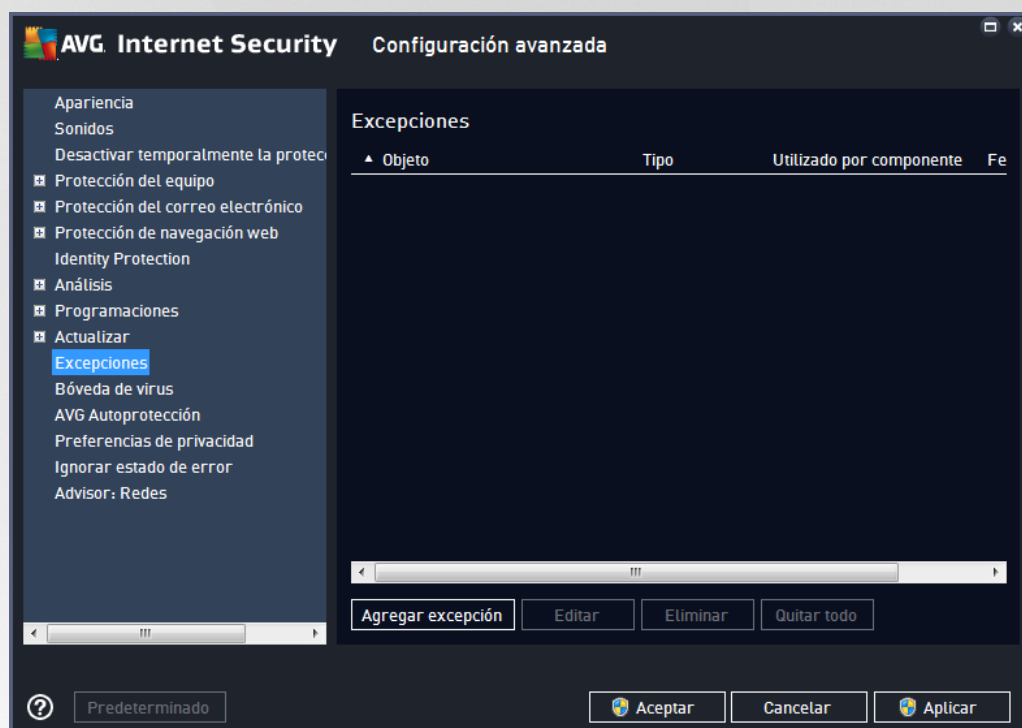 AVG. Internet Security Configuración avanzada
Apariencia
Sonidos
Desactivar temporalmente la protec
Protección del equipo
Protección del correo electrónico
Protección de navegación web
Identity Protection
Análisis
Programaciones
Actualizar
Excepciones
Bóveda de virus
AVG Autoprotección
Preferencias de privacidad
Ignorar estado de error
Advisor: Redes
Excepciones
Objeto Tipo Utilizado por componente Fe
Agregar excepción Editar Eliminar Quitar todo
? Predeterminado Aceptar Cancelar Aplicar